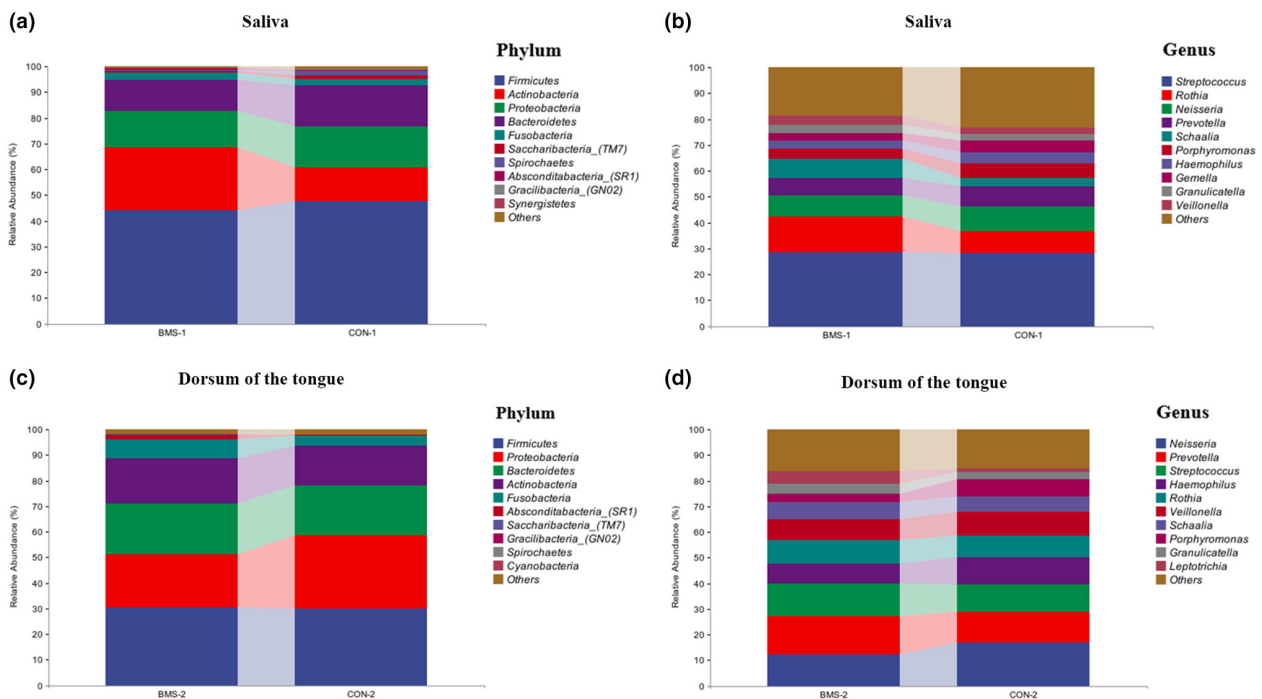 (a)
Saliva
Relative Abundance (%)
100
90
80
70
60
50
40
30
20
10
0
BMS-1
CON-1
Phylum
Firmicutes
Actinobacteria
Proteobacteria
Bacteroidetes
Fusobacteria
Saccharibacteria_(TM7)
Spirochaetes
Absconditabacteria_(SR1)
Gracilibacteria_(GN02)
Synergistetes
Others
(b)
Saliva
Relative Abundance (%)
100
90
80
70
60
50
40
30
20
10
0
BMS-1
CON-1
Genus
Streptococcus
Rothia
Neisseria
Prevotella
Schaalia
Porphyromonas
Haemophilus
Gemella
Granulicatella
Veillonella
Others
(c)
Dorsum of the tongue
Relative Abundance (%)
100
90
80
70
60
50
40
30
20
10
0
BMS-2
CON-2
Phylum
Firmicutes
Proteobacteria
Bacteroidetes
Actinobacteria
Fusobacteria
Absconditabacteria_(SR1)
Saccharibacteria_(TM7)
Gracilibacteria_(GN02)
Spirochaetes
Cyanobacteria
Others
(d)
Dorsum of the tongue
Relative Abundance (%)
100
90
80
70
60
50
40
30
20
10
0
BMS-2
CON-2
Genus
Neisseria
Prevotella
Streptococcus
Haemophilus
Rothia
Veillonella
Schaalia
Porphyromonas
Granulicatella
Leptotrichia
Others